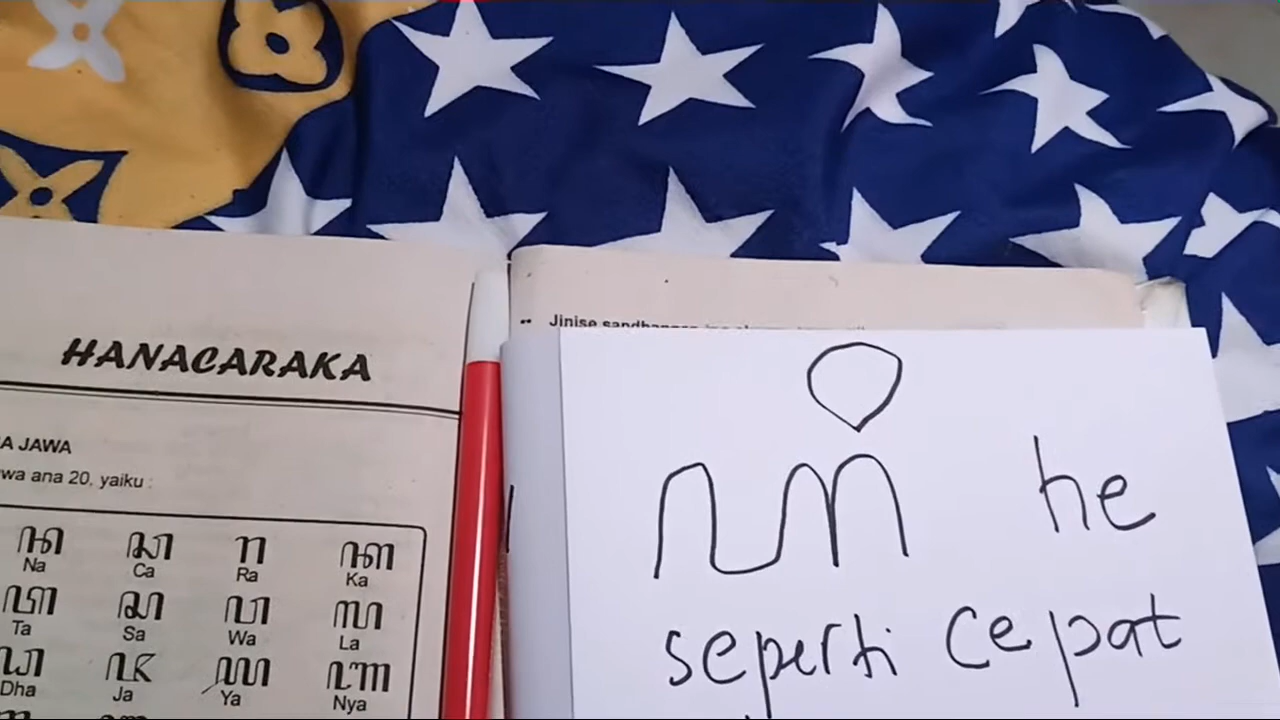 HANACARAKA
A JAWA
wa ana 20, yaiku :
ꦤ ꦕ ꦫ ꦏ
Na Ca Ra Ka
ꦠ ꦱ ꦮ ꦭ
Ta Sa Wa La
ꦝ ꦗ ꦪ ꦚ
Dha Ja Ya Nya
Jinise
ꦲꦼ he
seperti cepat